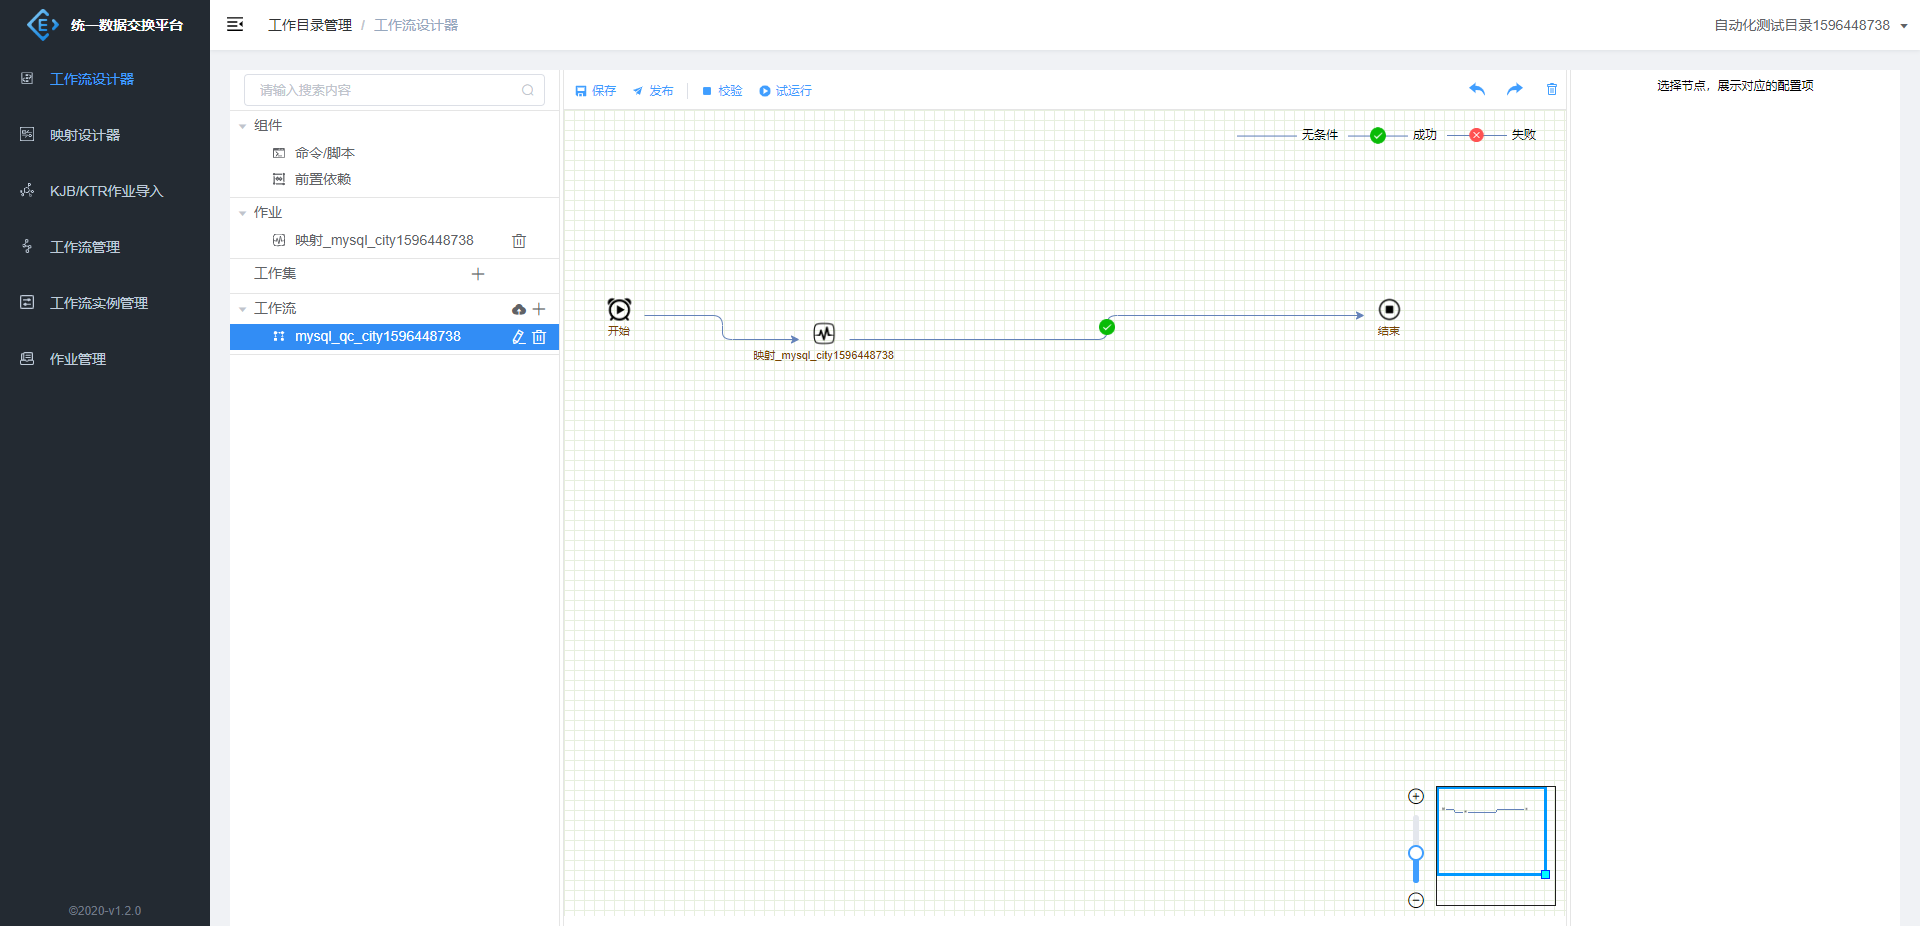 统一数据交换平台
工作目录管理 / 工作流设计器
自动化测试目录1596448738
工作流设计器
映射设计器
KJB/KTR作业导入
工作流管理
工作流实例管理
作业管理
©2020-v1.2.0
请输入搜索内容
组件
命令/脚本
前置依赖
作业
映射_mysql_city1596448738
工作集
工作流
mysql_qc_city1596448738
保存 发布 校验 试运行
无条件 成功 失败
开始
映射_mysql_city1596448738
结束
选择节点，展示对应的配置项